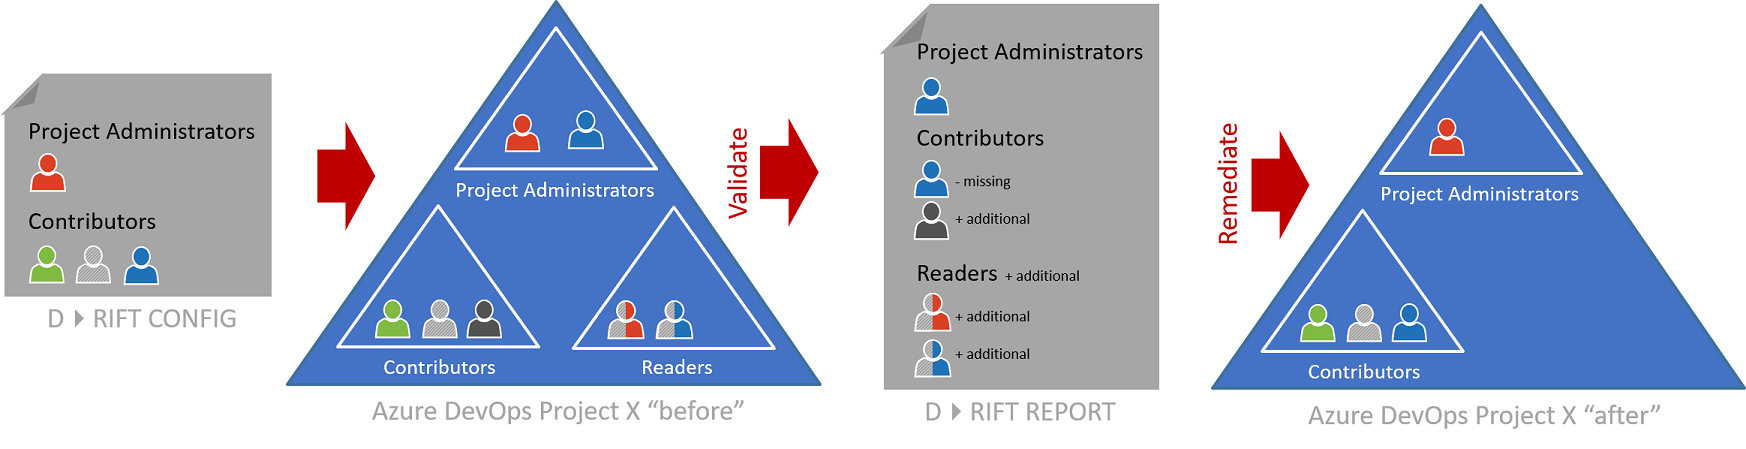 Project Administrators
Contributors
D RIFT CONFIG
Project Administrators
Contributors
Readers
Azure DevOps Project X “before”
Validate
Project Administrators
Contributors
- missing
+ additional
Readers + additional
+ additional
+ additional
D RIFT REPORT
Remediate
Project Administrators
Contributors
Azure DevOps Project X “after”